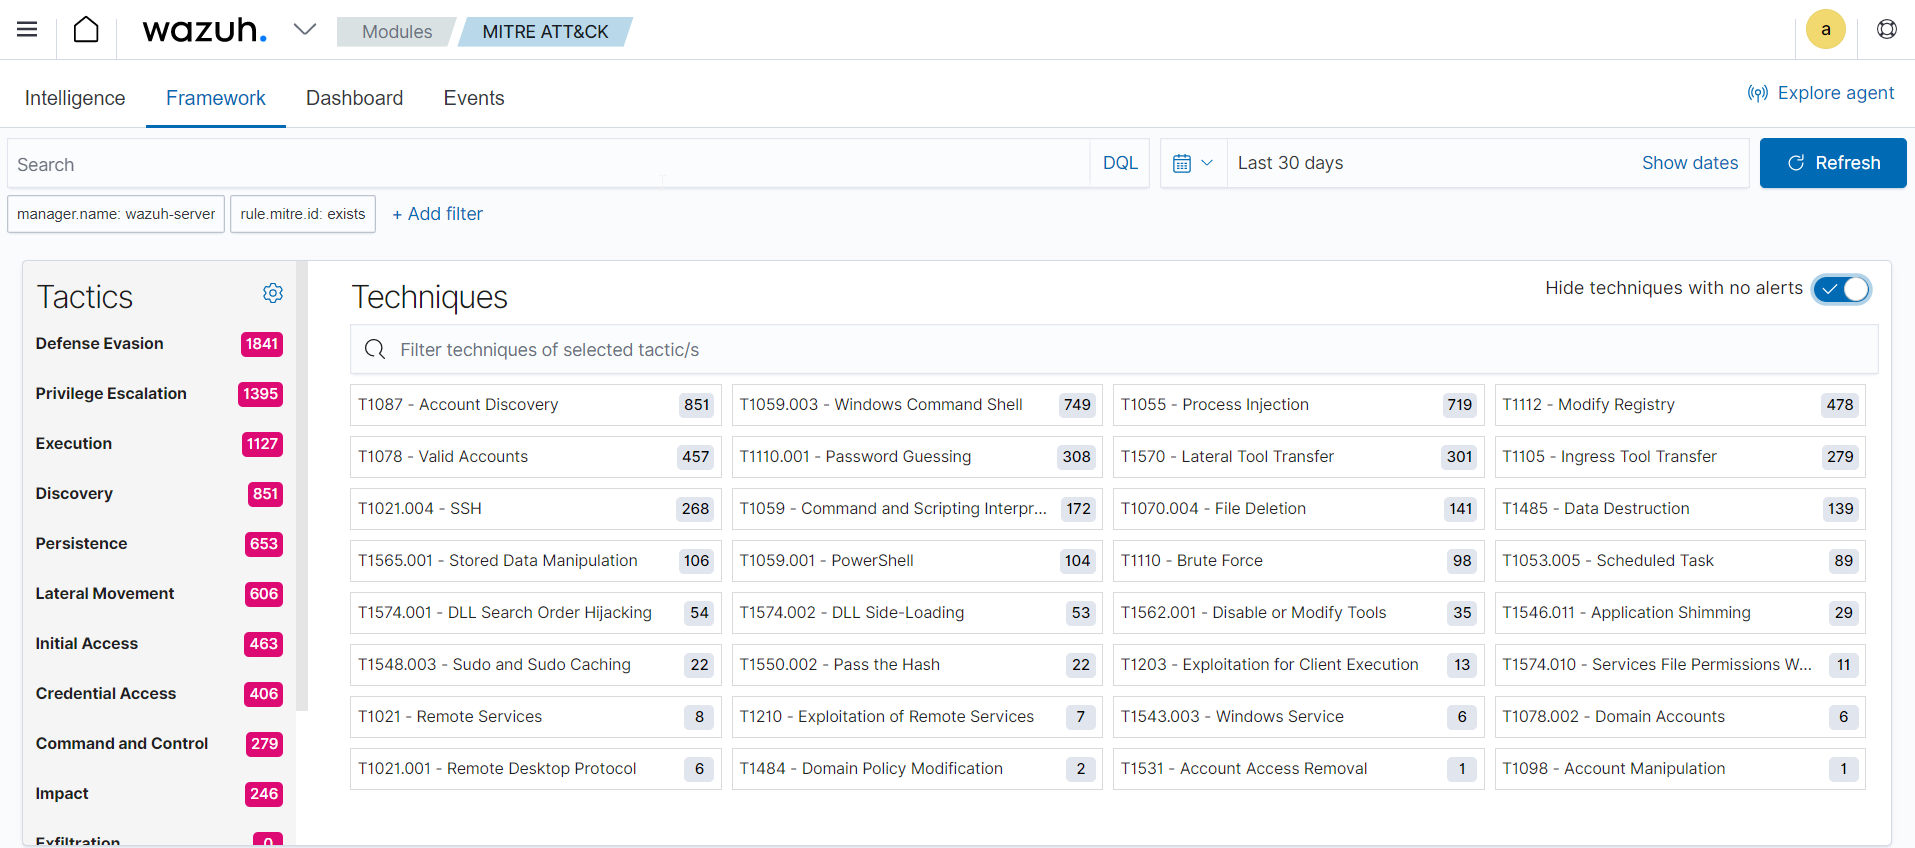 wazuh. Modules MITRE ATT&CK a
Intelligence Framework Dashboard Events Explore agent
Search DQL Last 30 days Show dates Refresh
manager.name: wazuh-server rule.mitre.id: exists + Add filter
Tactics
Defense Evasion 1841
Privilege Escalation 1395
Execution 1127
Discovery 851
Persistence 653
Lateral Movement 606
Initial Access 463
Credential Access 406
Command and Control 279
Impact 246
Exfiltration 0
Techniques Hide techniques with no alerts
Filter techniques of selected tactic/s
T1087 - Account Discovery 851 T1059.003 - Windows Command Shell 749 T1055 - Process Injection 719 T1112 - Modify Registry 478
T1078 - Valid Accounts 457 T1110.001 - Password Guessing 308 T1570 - Lateral Tool Transfer 301 T1105 - Ingress Tool Transfer 279
T1021.004 - SSH 268 T1059 - Command and Scripting Interpr... 172 T1070.004 - File Deletion 141 T1485 - Data Destruction 139
T1565.001 - Stored Data Manipulation 106 T1059.001 - PowerShell 104 T1110 - Brute Force 98 T1053.005 - Scheduled Task 89
T1574.001 - DLL Search Order Hijacking 54 T1574.002 - DLL Side-Loading 53 T1562.001 - Disable or Modify Tools 35 T1546.011 - Application Shimming 29
T1548.003 - Sudo and Sudo Caching 22 T1550.002 - Pass the Hash 22 T1203 - Exploitation for Client Execution 13 T1574.010 - Services File Permissions W... 11
T1021 - Remote Services 8 T1210 - Exploitation of Remote Services 7 T1543.003 - Windows Service 6 T1078.002 - Domain Accounts 6
T1021.001 - Remote Desktop Protocol 6 T1484 - Domain Policy Modification 2 T1531 - Account Access Removal 1 T1098 - Account Manipulation 1